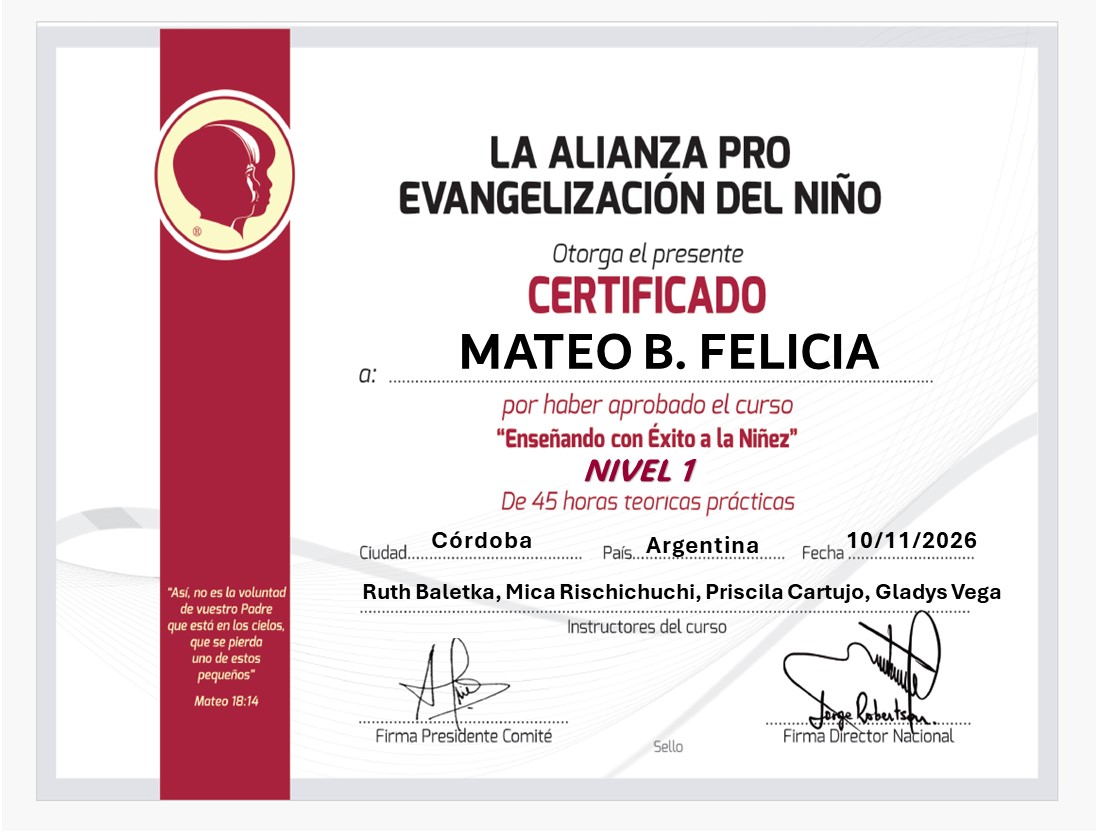 LA ALIANZA PRO
EVANGELIZACIÓN DEL NIÑO
Otorga el presente
CERTIFICADO
a: MATEO B. FELICIA
por haber aprobado el curso
“Enseñando con Éxito a la Niñez”
NIVEL 1
De 45 horas teoricas prácticas
Ciudad Córdoba País Argentina Fecha 10/11/2026
Ruth Baletka, Mica Rischichuchi, Priscila Cartujo, Gladys Vega
Instructores del curso
Jorge Robertson.
Firma Presidente Comité
Sello
Firma Director Nacional
®
“Así, no es la voluntad
de vuestro Padre
que está en los cielos,
que se pierda
uno de estos
pequeños”
Mateo 18:14